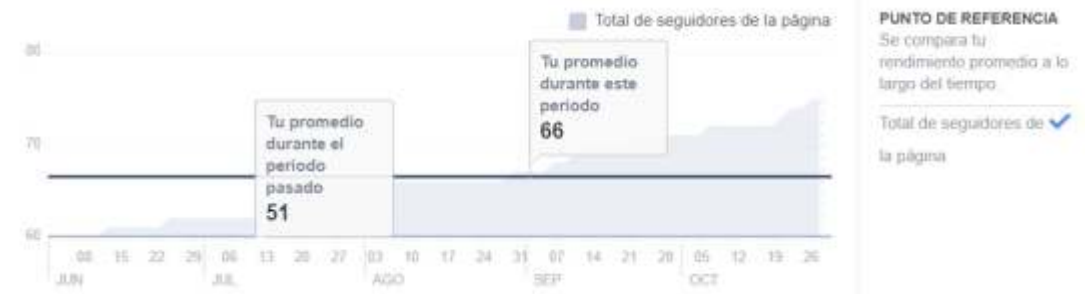 Total de seguidores de la página
80
70
60
Tu promedio
durante el
periodo
pasado
51
Tu promedio
durante este
periodo
66
08 15 22 29 06 13 20 27 03 10 17 24 31 07 14 21 28 05 12 19 26
JUN JUL AGO SEP OCT
PUNTO DE REFERENCIA
Se compara tu
rendimiento promedio a lo
largo del tiempo
Total de seguidores de
la página